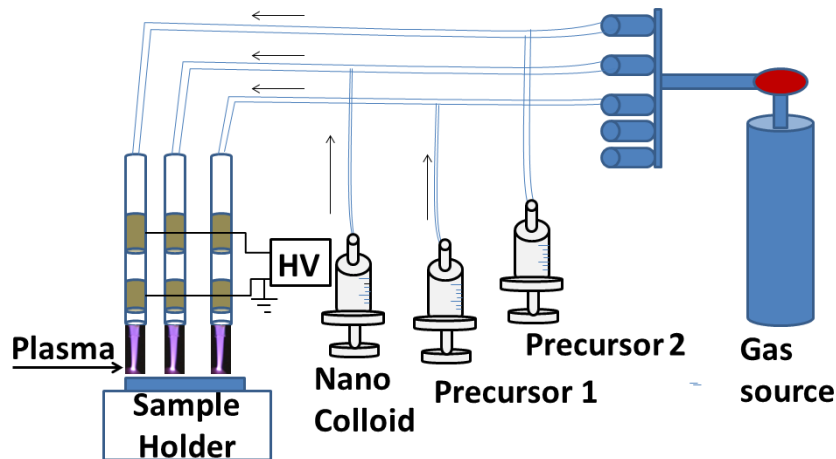 HV
Plasma
Sample
Holder
Nano
Colloid
Precursor 1
Precursor 2
Gas
source